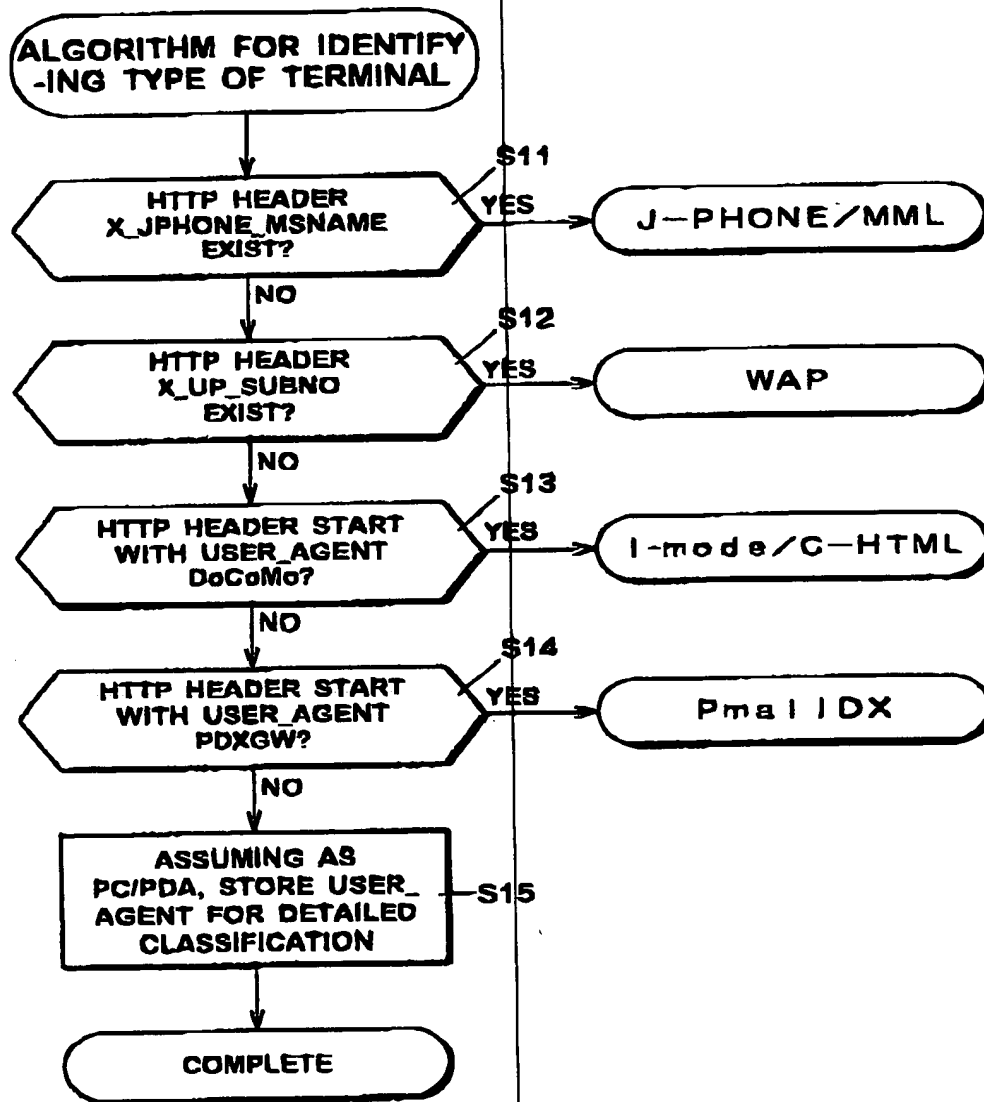 ALGORITHM FOR IDENTIFY
-ING TYPE OF TERMINAL
S11
HTTP HEADER
X_JPHONE_MSNAME
EXIST?
YES
J-PHONE/MML
NO
S12
HTTP HEADER
X_UP_SUBNO
EXIST?
YES
WAP
NO
S13
HTTP HEADER START
WITH USER_AGENT
DoCoMo?
YES
I-mode/C-HTML
NO
S14
HTTP HEADER START
WITH USER_AGENT
PDXGW?
YES
Pmail DX
NO
ASSUMING AS
PC/PDA, STORE USER_
AGENT FOR DETAILED
CLASSIFICATION
S15
COMPLETE